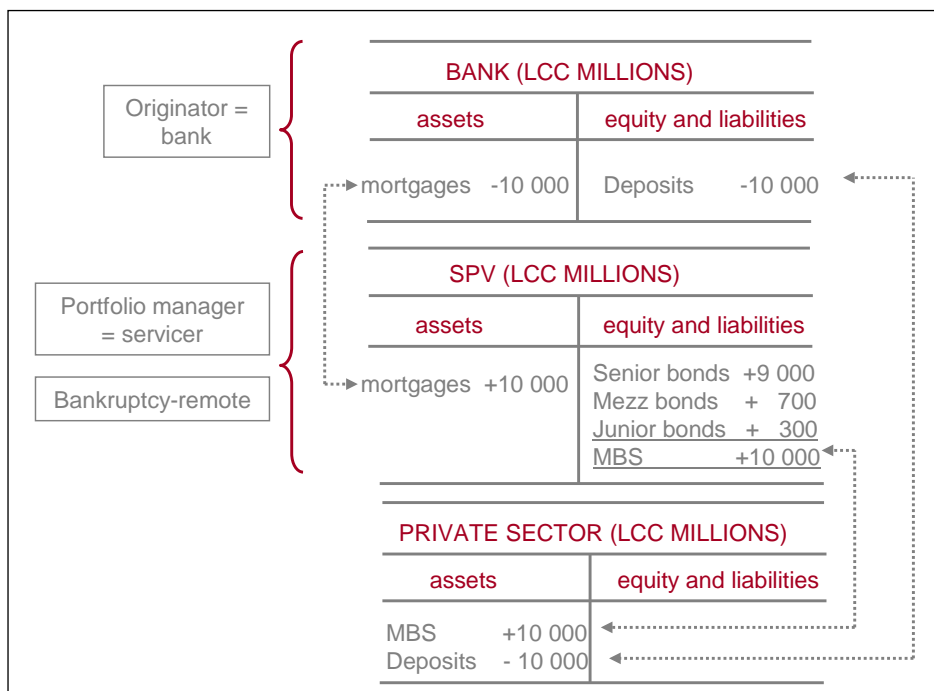 BANK (LCC MILLIONS)
Originator =
bank
assets equity and liabilities
mortgages -10 000 Deposits -10 000
SPV (LCC MILLIONS)
Portfolio manager
= servicer
Bankruptcy-remote
assets equity and liabilities
mortgages +10 000
Senior bonds +9 000
Mezz bonds + 700
Junior bonds + 300
MBS +10 000
PRIVATE SECTOR (LCC MILLIONS)
assets equity and liabilities
MBS +10 000
Deposits - 10 000